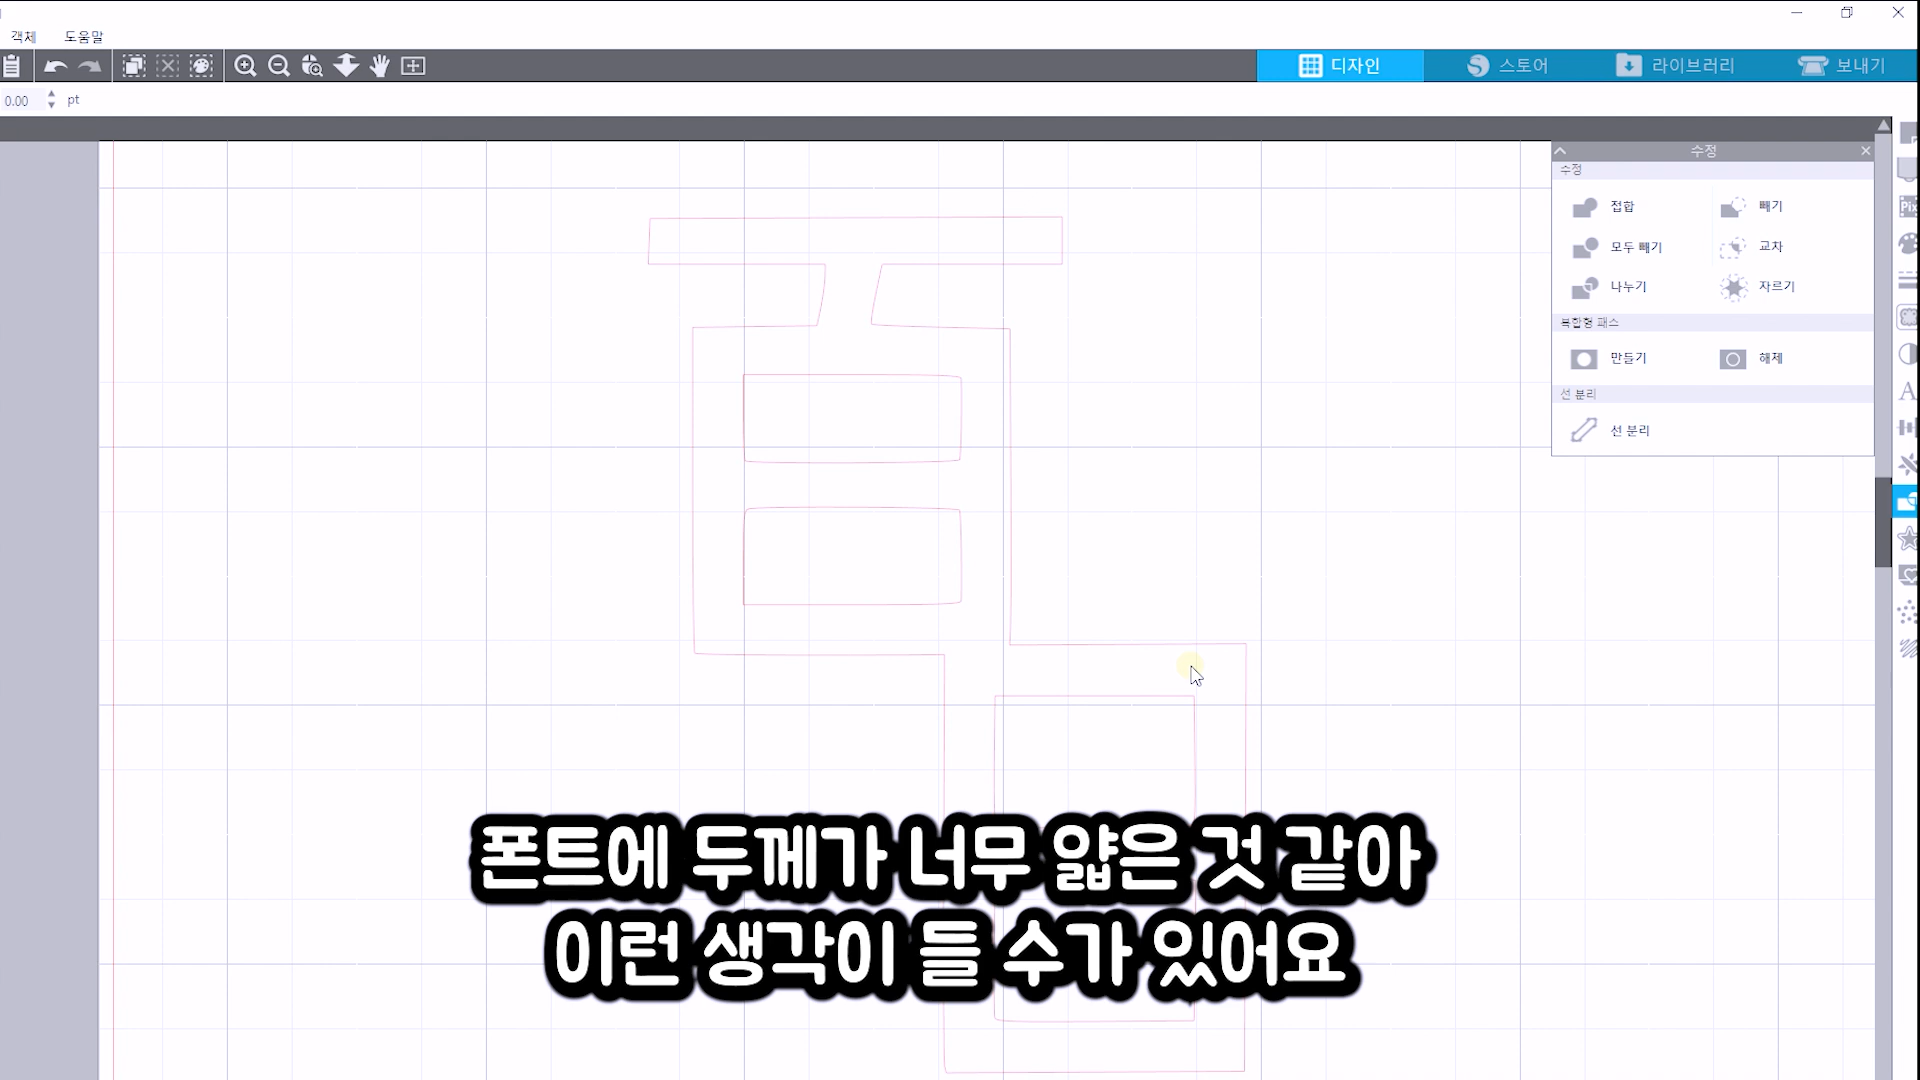 객체 도움말
디자인 스토어 라이브러리 보내기
0.00 pt
수정
수정
접합 빼기
모두 빼기 교차
나누기 자르기
복합형 패스
만들기 해제
선 분리
선 분리
Pix
A
폰트에 두께가 너무 얇은 것 같아
이런 생각이 들 수가 있어요